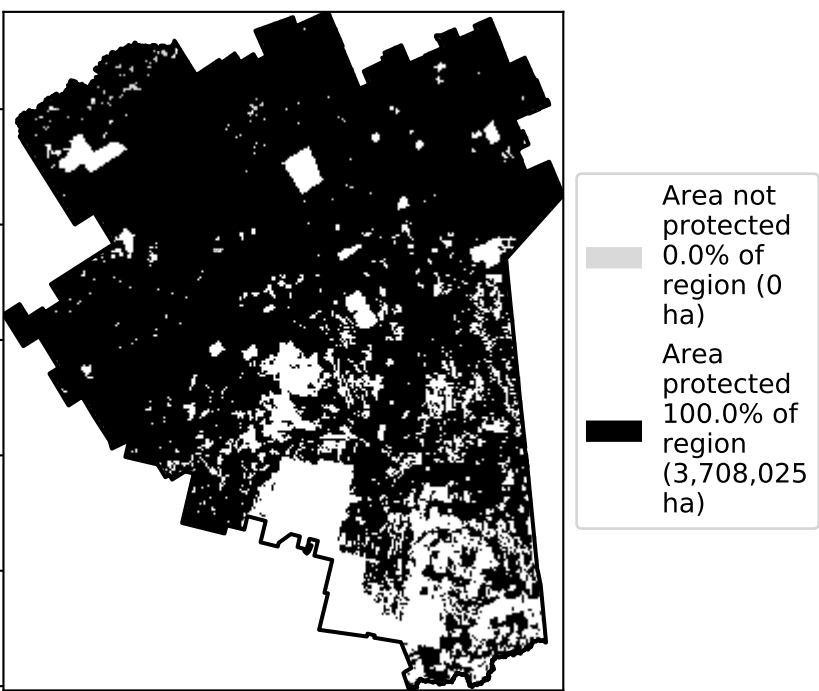 Area not
protected
0.0% of
region (0
ha)
Area
protected
100.0% of
region
(3,708,025
ha)